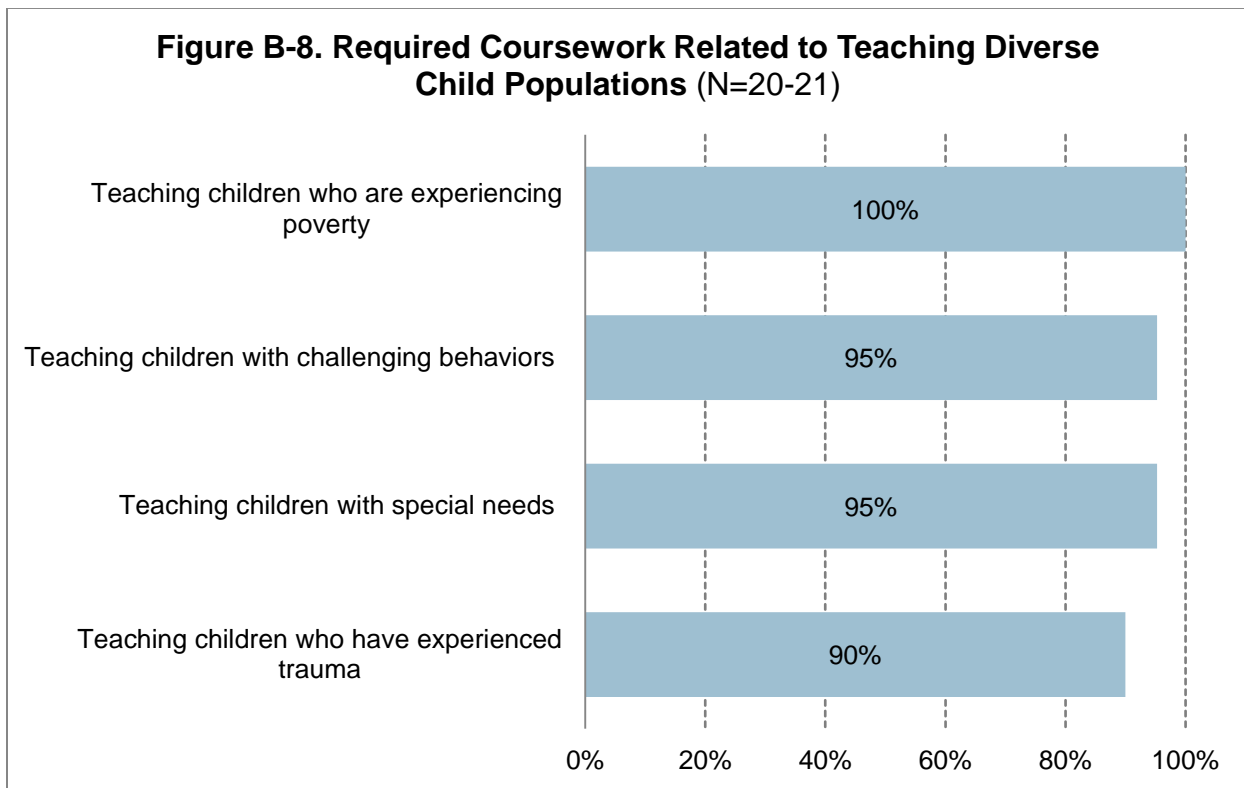 Figure B-8. Required Coursework Related to Teaching Diverse
Child Populations (N=20-21)
Teaching children who are experiencing
poverty
100%
Teaching children with challenging behaviors
95%
Teaching children with special needs
95%
Teaching children who have experienced
trauma
90%
0% 20% 40% 60% 80% 100%